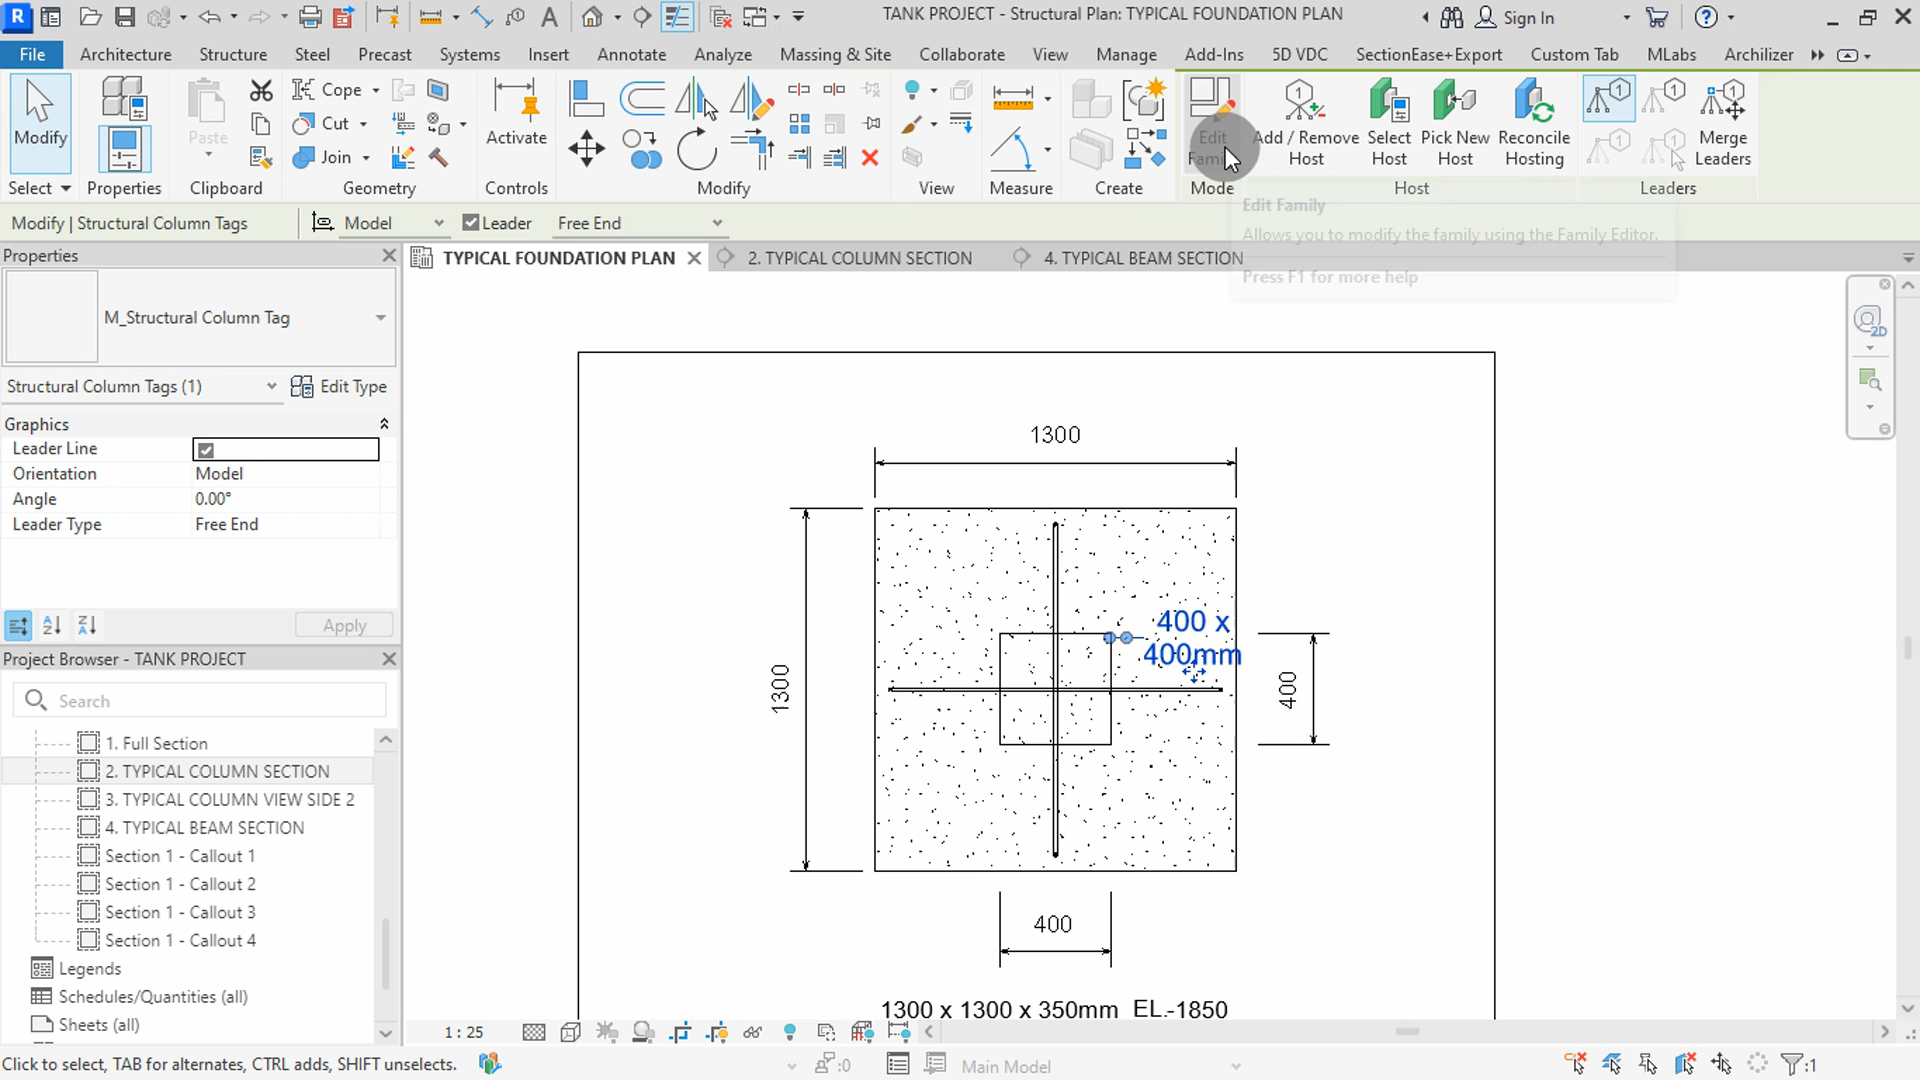 R
TANK PROJECT - Structural Plan: TYPICAL FOUNDATION PLAN
Sign In
File
Architecture
Structure
Steel
Precast
Systems
Insert
Annotate
Analyze
Massing & Site
Collaborate
View
Manage
Add-Ins
5D VDC
SectionEase+Export
Custom Tab
MLabs
Archilizer
Modify
Paste
Cope
Cut
Join
Activate
Edit Family
Add / Remove Host
Select Host
Pick New Host
Reconcile Hosting
Merge Leaders
Select
Properties
Clipboard
Geometry
Controls
Modify
View
Measure
Create
Mode
Host
Leaders
Modify | Structural Column Tags
Model
Leader
Free End
Edit Family
Allows you to modify the family using the Family Editor.
Press F1 for more help
Properties
TYPICAL FOUNDATION PLAN
2. TYPICAL COLUMN SECTION
4. TYPICAL BEAM SECTION
M_Structural Column Tag
Structural Column Tags (1)
Edit Type
Graphics
Leader Line
Orientation Model
Angle 0.00°
Leader Type Free End
Apply
Project Browser - TANK PROJECT
Search
1. Full Section
2. TYPICAL COLUMN SECTION
3. TYPICAL COLUMN VIEW SIDE 2
4. TYPICAL BEAM SECTION
Section 1 - Callout 1
Section 1 - Callout 2
Section 1 - Callout 3
Section 1 - Callout 4
Legends
Schedules/Quantities (all)
Sheets (all)
1300
1300
400 x
400mm
400
400
1300 x 1300 x 350mm EL.-1850
1 : 25
Click to select, TAB for alternates, CTRL adds, SHIFT unselects.
:0
Main Model
:1